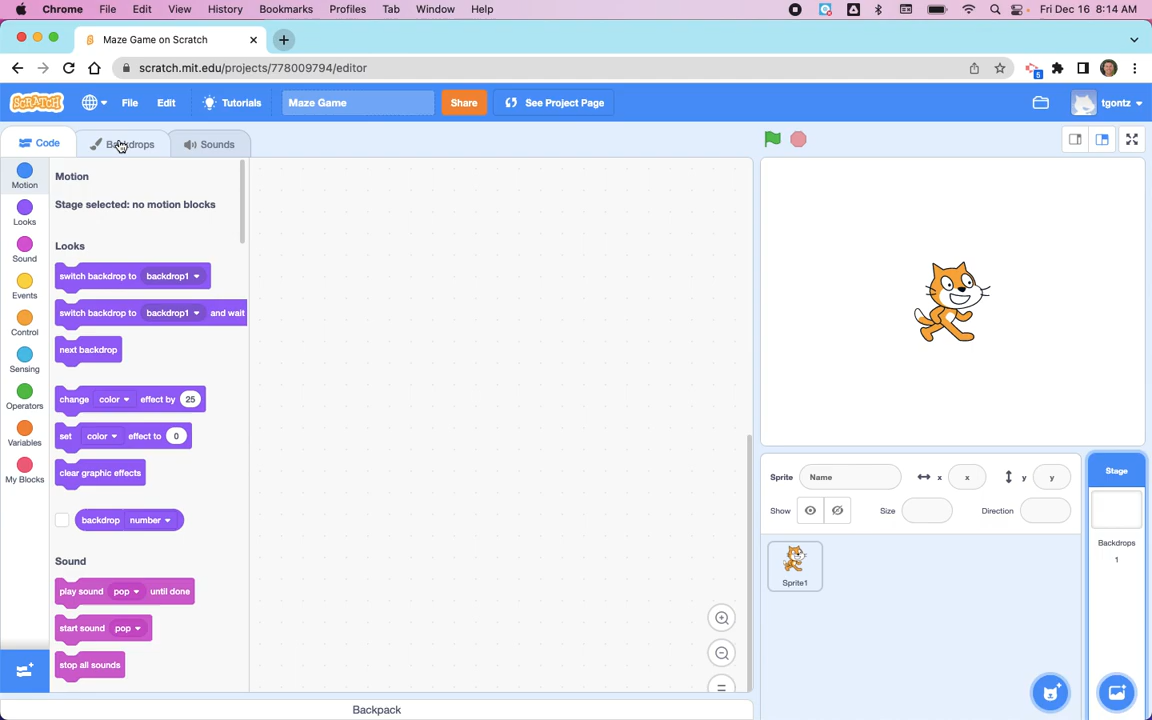 Chrome File Edit View History Bookmarks Profiles Tab Window Help Fri Dec 16 8:14 AM
Maze Game on Scratch
scratch.mit.edu/projects/778009794/editor 5
SCRATCH File Edit Tutorials Maze Game Share See Project Page tgontz
Code Backdrops Sounds
Motion
Looks
Sound
Events
Control
Sensing
Operators
Variables
My Blocks
Motion
Stage selected: no motion blocks
Looks
switch backdrop to backdrop1
switch backdrop to backdrop1 and wait
next backdrop
change color effect by 25
set color effect to 0
clear graphic effects
backdrop number
Sound
play sound pop until done
start sound pop
stop all sounds
Backpack
Sprite Name x x y y
Show Size Direction
Sprite1
Stage
Backdrops
1